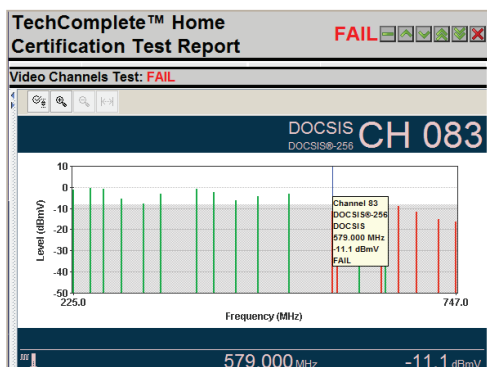 TechComplete™ Home
Certification Test Report
FAIL
Video Channels Test: FAIL
DOCSIS
DOCSIS®-256
CH 083
10
0
-10
-20
-30
-40
-50
Level (dBmV)
Channel 83
DOCSIS®-256
DOCSIS
579.000 MHz
-11.1 dBmV
FAIL
225.0
747.0
Frequency (MHz)
579.000 MHz
-11.1 dBmV